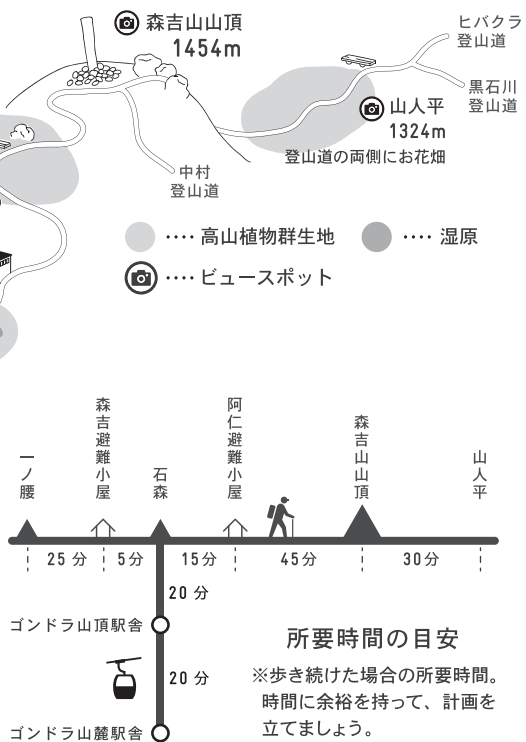 森吉山山頂
1454m
ヒバクラ
登山道
黒石川
登山道
山人平
1324m
登山道の両側にお花畑
中村
登山道
‥‥高山植物群生地
‥‥湿原
‥‥ビュースポット
一ノ腰
森吉避難小屋
石森
阿仁避難小屋
森吉山山頂
山人平
25分
5分
15分
45分
30分
20分
ゴンドラ山頂駅舎
20分
ゴンドラ山麓駅舎
所要時間の目安
※歩き続けた場合の所要時間。
時間に余裕を持って、計画を
立てましょう。